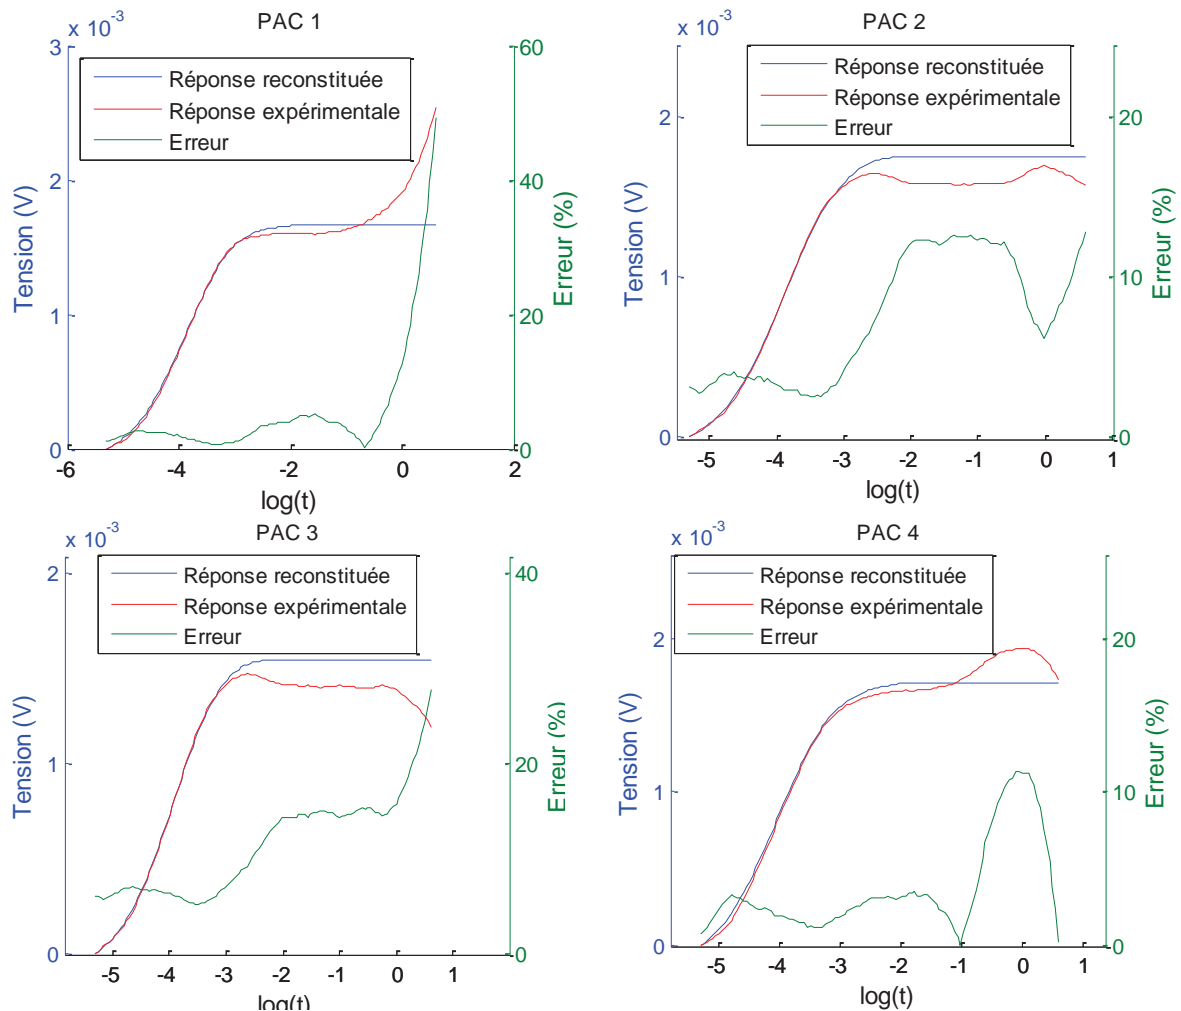 PAC 1
x 10-3
3
2
1
0
60
40
20
0
Réponse reconstituée
Réponse expérimentale
Erreur
Tension (V)
Erreur (%)
-6
-4
-2
0
2
log(t)
PAC 2
x 10-3
2
1
0
20
10
0
Réponse reconstituée
Réponse expérimentale
Erreur
Tension (V)
Erreur (%)
-5
-4
-3
-2
-1
0
1
log(t)
PAC 3
x 10-3
2
1
0
40
20
0
Réponse reconstituée
Réponse expérimentale
Erreur
Tension (V)
Erreur (%)
-5
-4
-3
-2
-1
0
1
log(t)
PAC 4
x 10-3
2
1
0
20
10
0
Réponse reconstituée
Réponse expérimentale
Erreur
Tension (V)
Erreur (%)
-5
-4
-3
-2
-1
0
1
log(t)